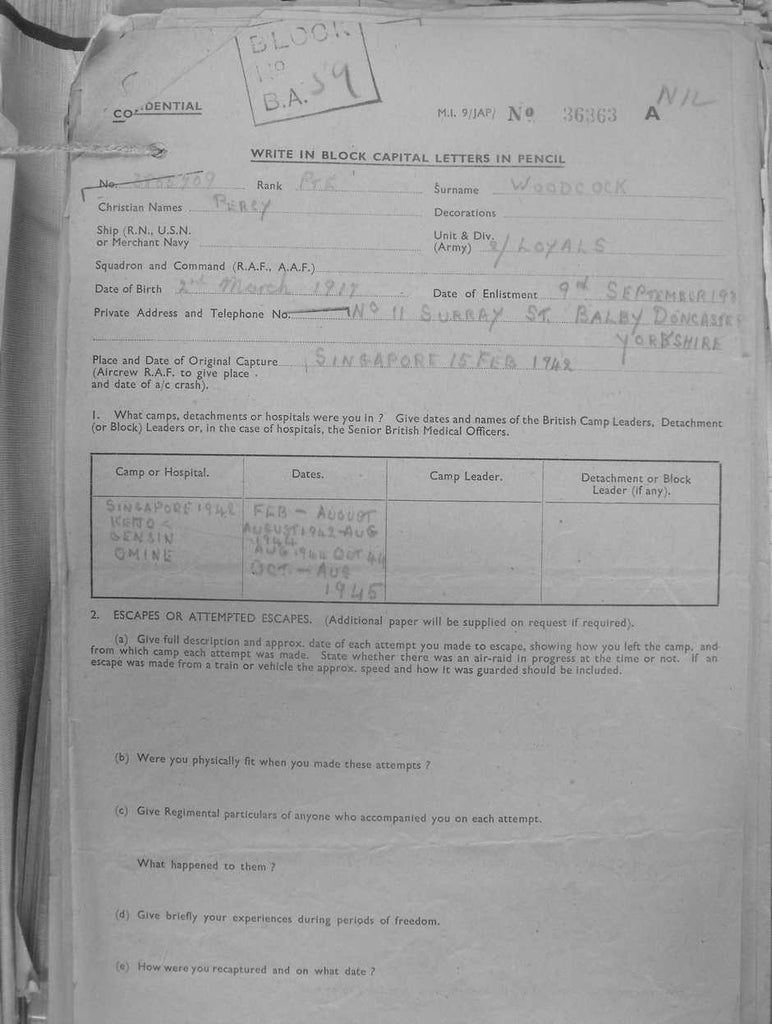 BLOCK
No
B.A. 59
CONDENTIAL
M.I. 9/JAP/ No 36363 A NIL
WRITE IN BLOCK CAPITAL LETTERS IN PENCIL
No. Rank PTE Surname WOODCOCK
Christian Names PERCY Decorations
Ship (R.N., U.S.N. Unit & Div.
or Merchant Navy (Army) 2/LOYALS
Squadron and Command (R.A.F., A.A.F.)
Date of Birth 2nd March Date of Enlistment 9th SEPTEMBER
Private Address and Telephone No. No 11 SURRAY ST. BALBY DONCASTER
YORKSHIRE
Place and Date of Original Capture SINGAPORE 15 FEB 1942
(Aircrew R.A.F. to give place
and date of a/c crash).
1. What camps, detachments or hospitals were you in ? Give dates and names of the British Camp Leaders, Detachment
(or Block) Leaders or, in the case of hospitals, the Senior British Medical Officers.
Camp or Hospital. Dates. Camp Leader. Detachment or Block
Leader (if any).
SINGAPORE 1942 FEB - AUGUST
KEIJO AUGUST 1942-AUG
1944
GENSIN AUG 1944 OCT 44
OMINE OCT - AUG
1945
2. ESCAPES OR ATTEMPTED ESCAPES. (Additional paper will be supplied on request if required).
(a) Give full description and approx. date of each attempt you made to escape, showing how you left the camp, and
from which camp each attempt was made. State whether there was an air-raid in progress at the time or not. If an
escape was made from a train or vehicle the approx. speed and how it was guarded should be included.
(b) Were you physically fit when you made these attempts ?
(c) Give Regimental particulars of anyone who accompanied you on each attempt.
What happened to them ?
(d) Give briefly your experiences during periods of freedom.
(e) How were you recaptured and on what date ?